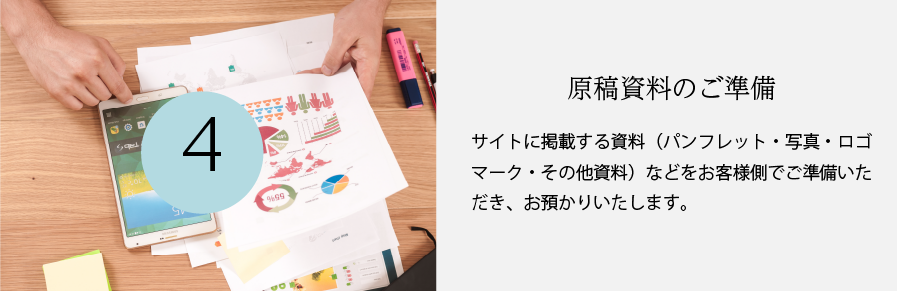 4
55%
原稿資料のご準備
サイトに掲載する資料（パンフレット・写真・ロゴ
マーク・その他資料）などをお客様側でご準備いた
だき、お預かりいたします。